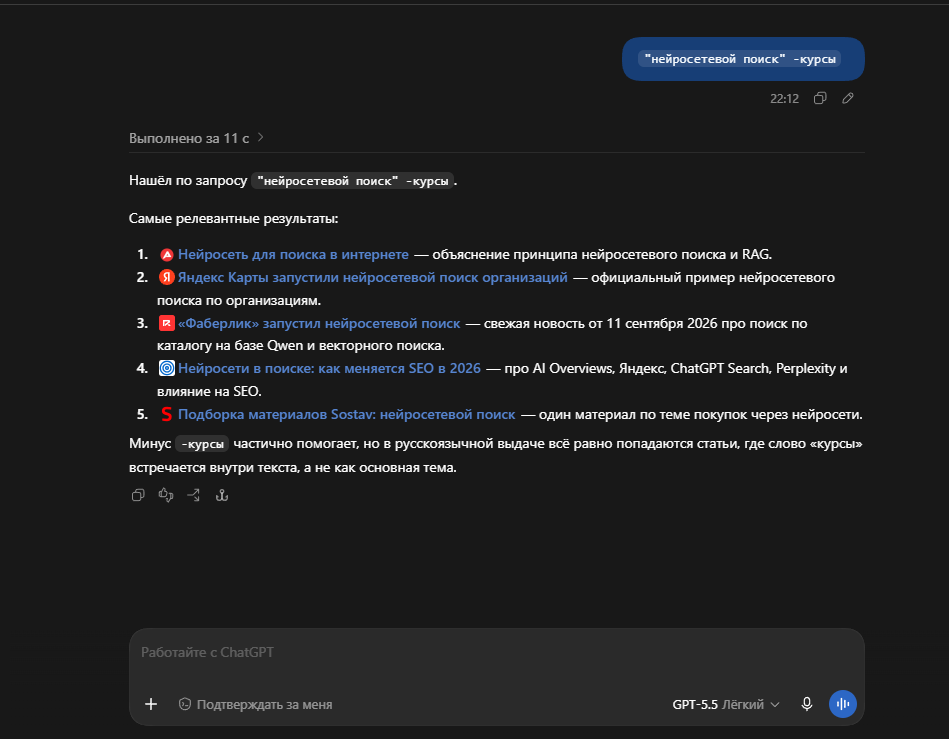 "нейросетевой поиск" -курсы
22:12
Выполнено за 11 с
Нашёл по запросу "нейросетевой поиск" -курсы.
Самые релевантные результаты:
1. Нейросеть для поиска в интернете — объяснение принципа нейросетевого поиска и RAG.
2. Я Яндекс Карты запустили нейросетевой поиск организаций — официальный пример нейросетевого
поиска по организациям.
3. «Фаберлик» запустил нейросетевой поиск — свежая новость от 11 сентября 2026 про поиск по
каталогу на базе Qwen и векторного поиска.
4. Нейросети в поиске: как меняется SEO в 2026 — про AI Overviews, Яндекс, ChatGPT Search, Perplexity и
влияние на SEO.
5. S Подборка материалов Sostav: нейросетевой поиск — один материал по теме покупок через нейросети.
Минус -курсы частично помогает, но в русскоязычной выдаче всё равно попадаются статьи, где слово «курсы»
встречается внутри текста, а не как основная тема.
Работайте с ChatGPT
Подтверждать за меня
GPT-5.5 Лёгкий